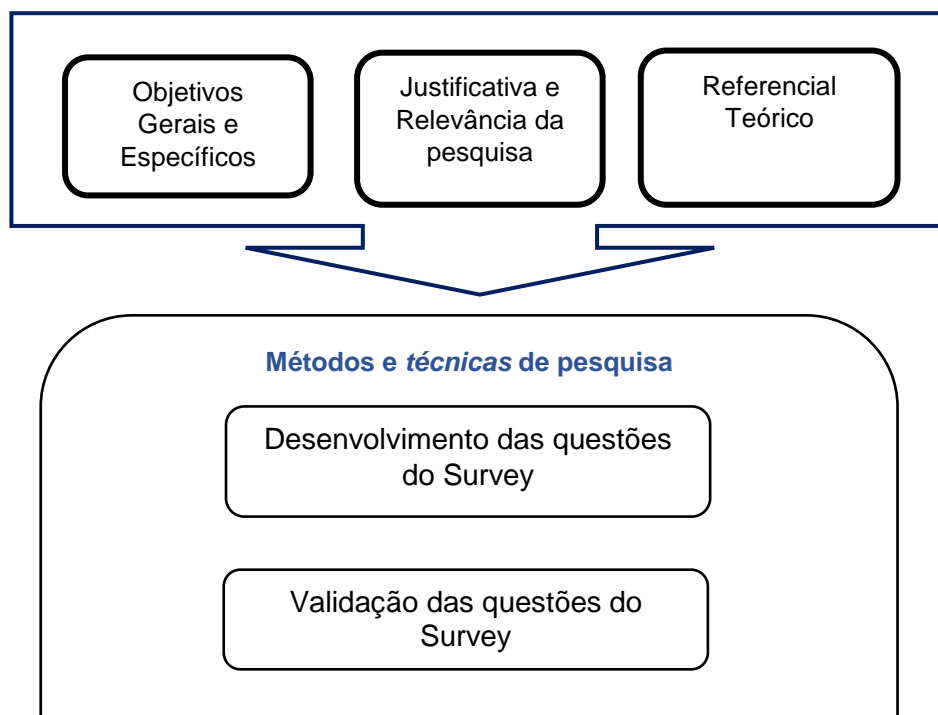 Objetivos
Gerais e
Específicos
Justificativa e
Relevância da
pesquisa
Referencial
Teórico
Métodos e técnicas de pesquisa
Desenvolvimento das questões
do Survey
Validação das questões do
Survey